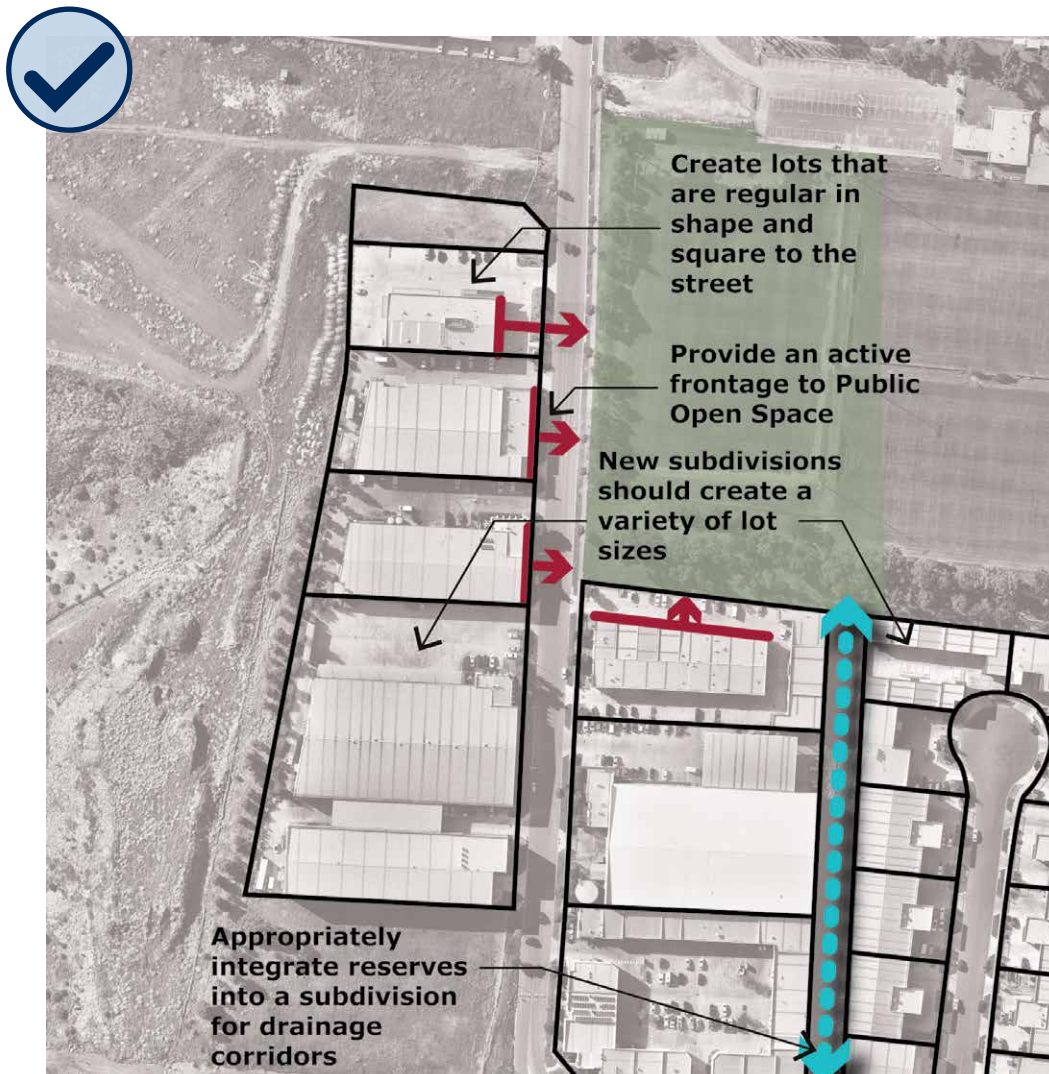 Create lots that
are regular in
shape and
square to the
street
Provide an active
frontage to Public
Open Space
New subdivisions
should create a
variety of lot
sizes
Appropriately
integrate reserves
into a subdivision
for drainage
corridors